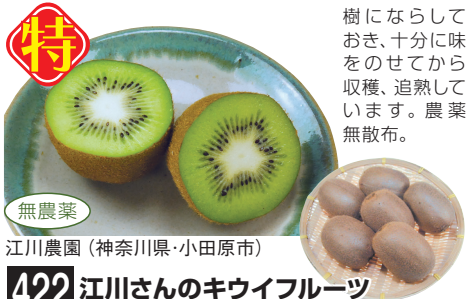 特
樹にならして
おき、十分に味
をのせてから
収穫、追熟して
います。農薬
無散布。
無農薬
江川農園（神奈川県・小田原市）
422 江川さんのキウイフルーツ